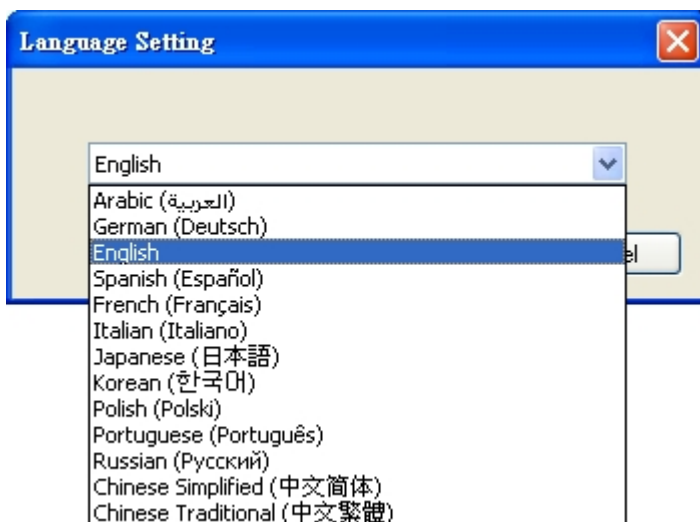 Language Setting
English
Arabic (العربية)
German (Deutsch)
English
Spanish (Español)
French (Français)
Italian (Italiano)
Japanese (日本語)
Korean (한국어)
Polish (Polski)
Portuguese (Português)
Russian (Русский)
Chinese Simplified (中文简体)
Chinese Traditional (中文繁體)